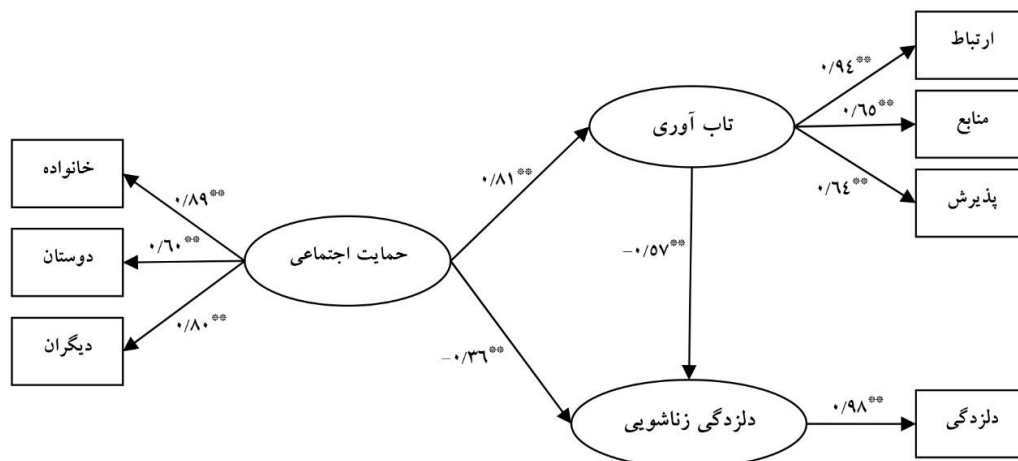 ارتباط
۰/۹۴**
منابع
۰/۶۵**
تاب آوری
پذیرش
۰/۶۴**
خانواده
۰/۸۹**
۰/۸۱**
دوستان
۰/۶۰**
حمایت اجتماعی
-۰/۵۷**
دیگران
۰/۸۰**
-۰/۳۶**
دلزدگی زناشویی
۰/۹۸**
دلزدگی